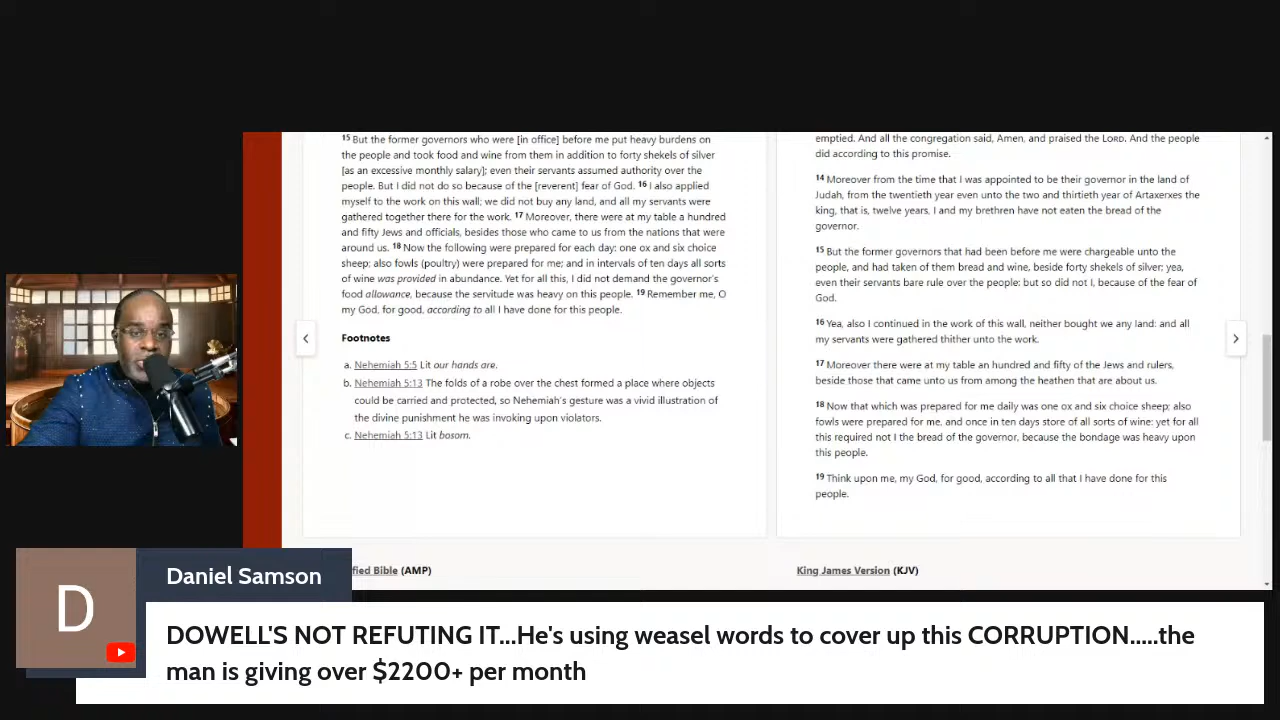 15 But the former governors who were [in office] before me put heavy burdens on
the people and took food and wine from them in addition to forty shekels of silver
[as an excessive monthly salary]; even their servants assumed authority over the
people. But I did not do so because of the [reverent] fear of God. 16 I also applied
myself to the work on this wall; we did not buy any land, and all my servants were
gathered together there for the work. 17 Moreover, there were at my table a hundred
and fifty Jews and officials, besides those who came to us from the nations that were
around us. 18 Now the following were prepared for each day: one ox and six choice
sheep; also fowls (poultry) were prepared for me; and in intervals of ten days all sorts
of wine was provided in abundance. Yet for all this, I did not demand the governor's
food allowance, because the servitude was heavy on this people. 19 Remember me, O
my God, for good, according to all I have done for this people.
Footnotes
a. Nehemiah 5:5 Lit our hands are.
b. Nehemiah 5:13 The folds of a robe over the chest formed a place where objects
could be carried and protected, so Nehemiah's gesture was a vivid illustration of
the divine punishment he was invoking upon violators.
c. Nehemiah 5:13 Lit bosom.
emptied. And all the congregation said, Amen, and praised the LORD. And the people
did according to this promise.
14 Moreover from the time that I was appointed to be their governor in the land of
Judah, from the twentieth year even unto the two and thirtieth year of Artaxerxes the
king, that is, twelve years, I and my brethren have not eaten the bread of the
governor.
15 But the former governors that had been before me were chargeable unto the
people, and had taken of them bread and wine, beside forty shekels of silver; yea,
even their servants bare rule over the people: but so did not I, because of the fear of
God.
16 Yea, also I continued in the work of this wall, neither bought we any land: and all
my servants were gathered thither unto the work.
17 Moreover there were at my table an hundred and fifty of the Jews and rulers,
beside those that came unto us from among the heathen that are about us.
18 Now that which was prepared for me daily was one ox and six choice sheep; also
fowls were prepared for me, and once in ten days store of all sorts of wine: yet for all
this required not I the bread of the governor, because the bondage was heavy upon
this people.
19 Think upon me, my God, for good, according to all that I have done for this
people.
fied Bible (AMP)
King James Version (KJV)
D
Daniel Samson
DOWELL'S NOT REFUTING IT...He's using weasel words to cover up this CORRUPTION.....the
man is giving over $2200+ per month